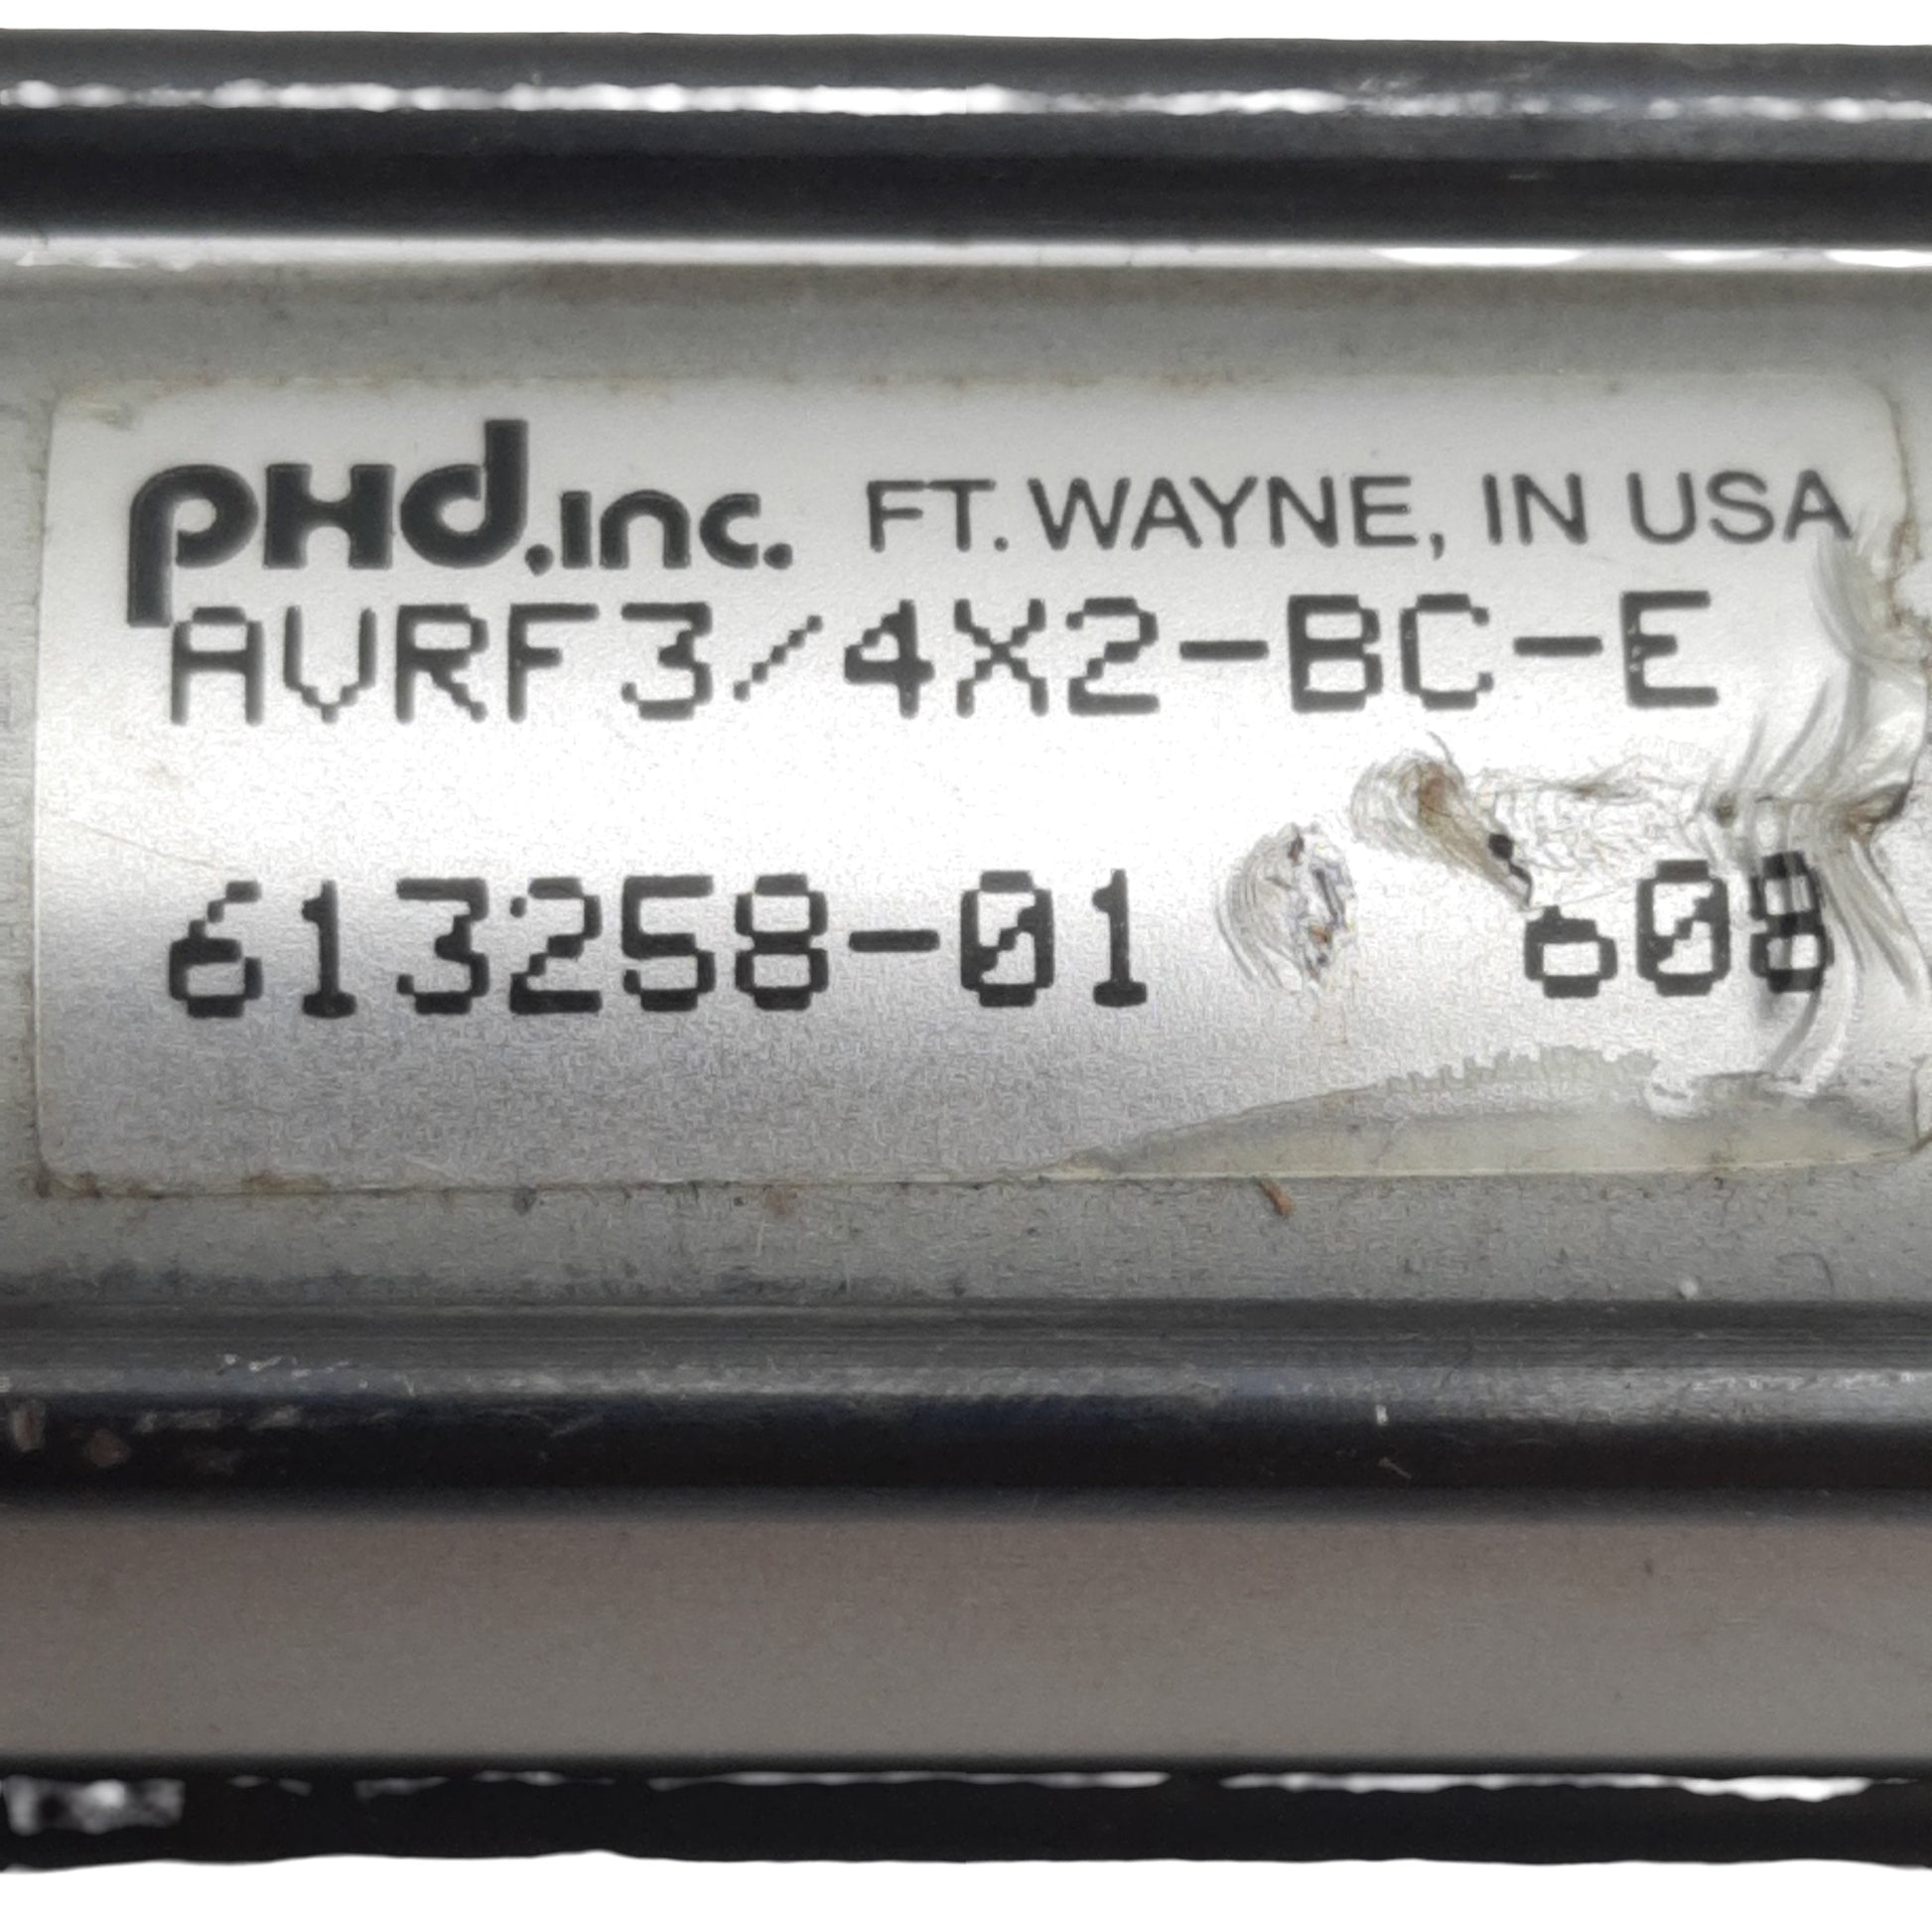 pHd.inc. FT. WAYNE, IN USA
AVRF3/4X2-BC-E
613258-01 608